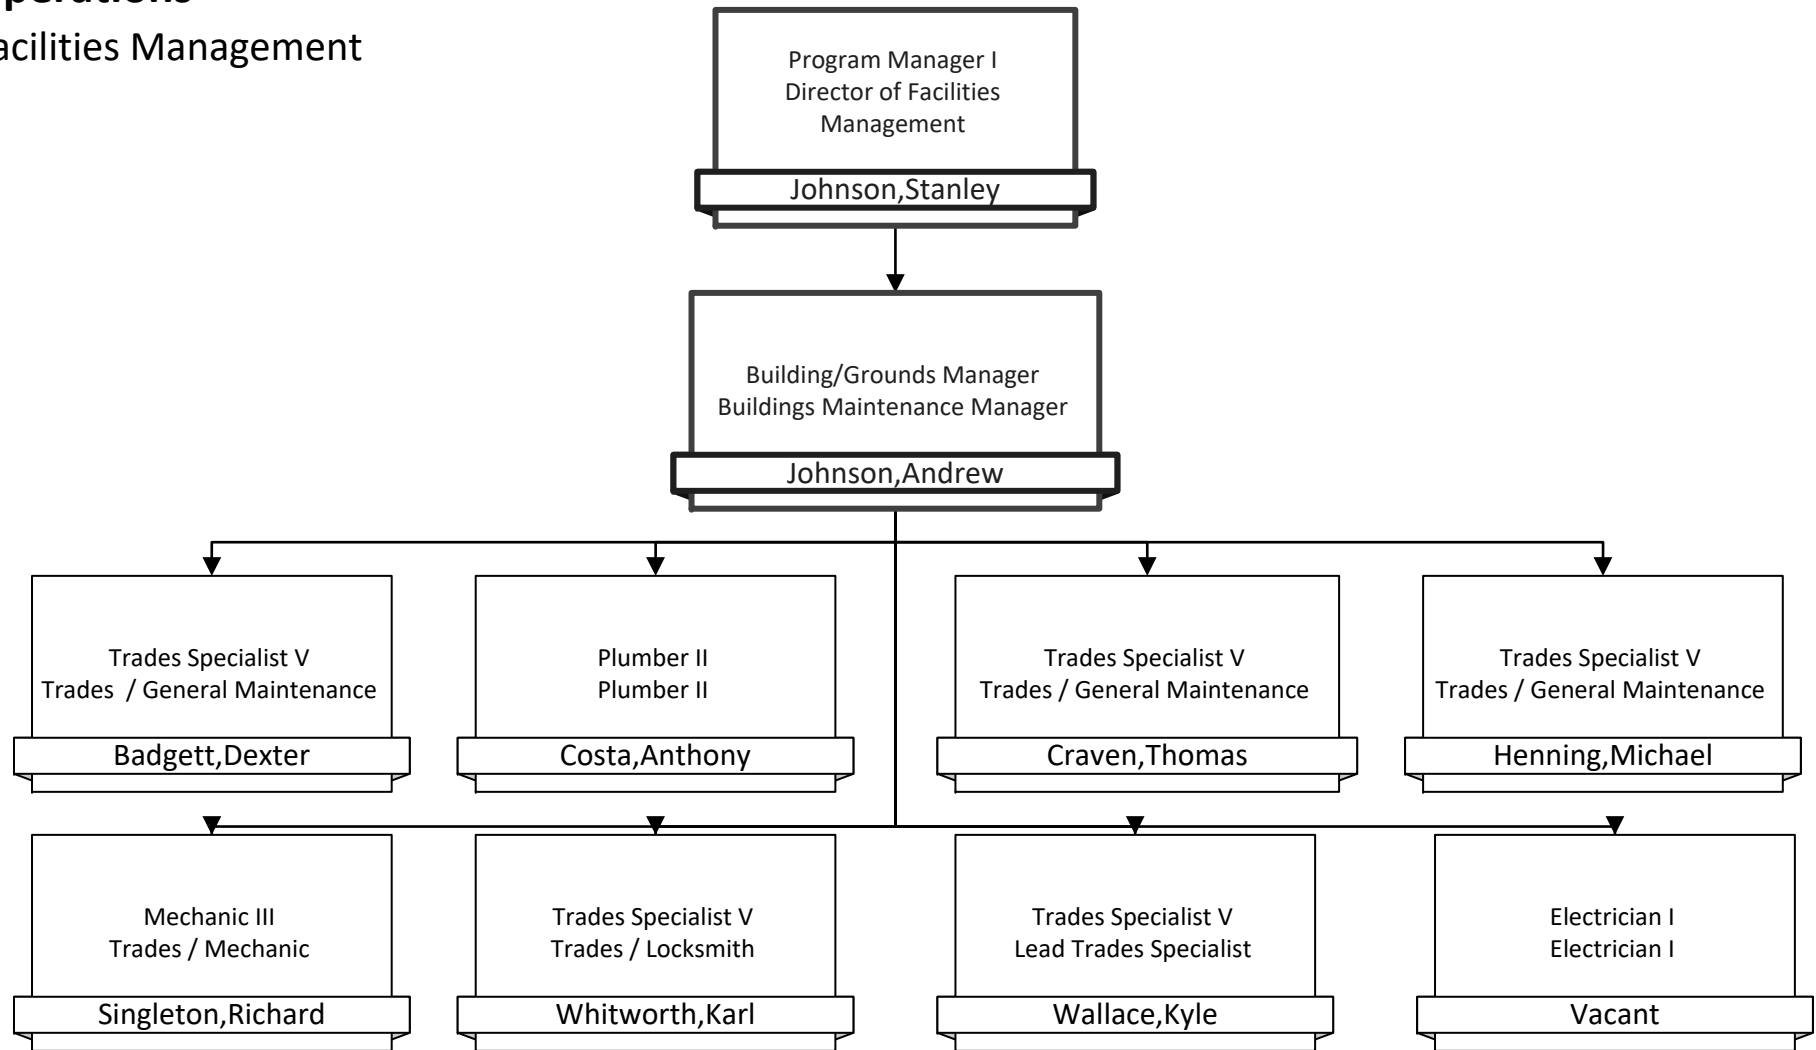 perations
acilities Management
Program Manager I
Director of Facilities
Management
Johnson,Stanley
Building/Grounds Manager
Buildings Maintenance Manager
Johnson,Andrew
Trades Specialist V
Trades  / General Maintenance
Badgett,Dexter
Plumber II
Plumber II
Costa,Anthony
Trades Specialist V
Trades / General Maintenance
Craven,Thomas
Trades Specialist V
Trades / General Maintenance
Henning,Michael
Mechanic III
Trades / Mechanic
Singleton,Richard
Trades Specialist V
Trades / Locksmith
Whitworth,Karl
Trades Specialist V
Lead Trades Specialist
Wallace,Kyle
Electrician I
Electrician I
Vacant